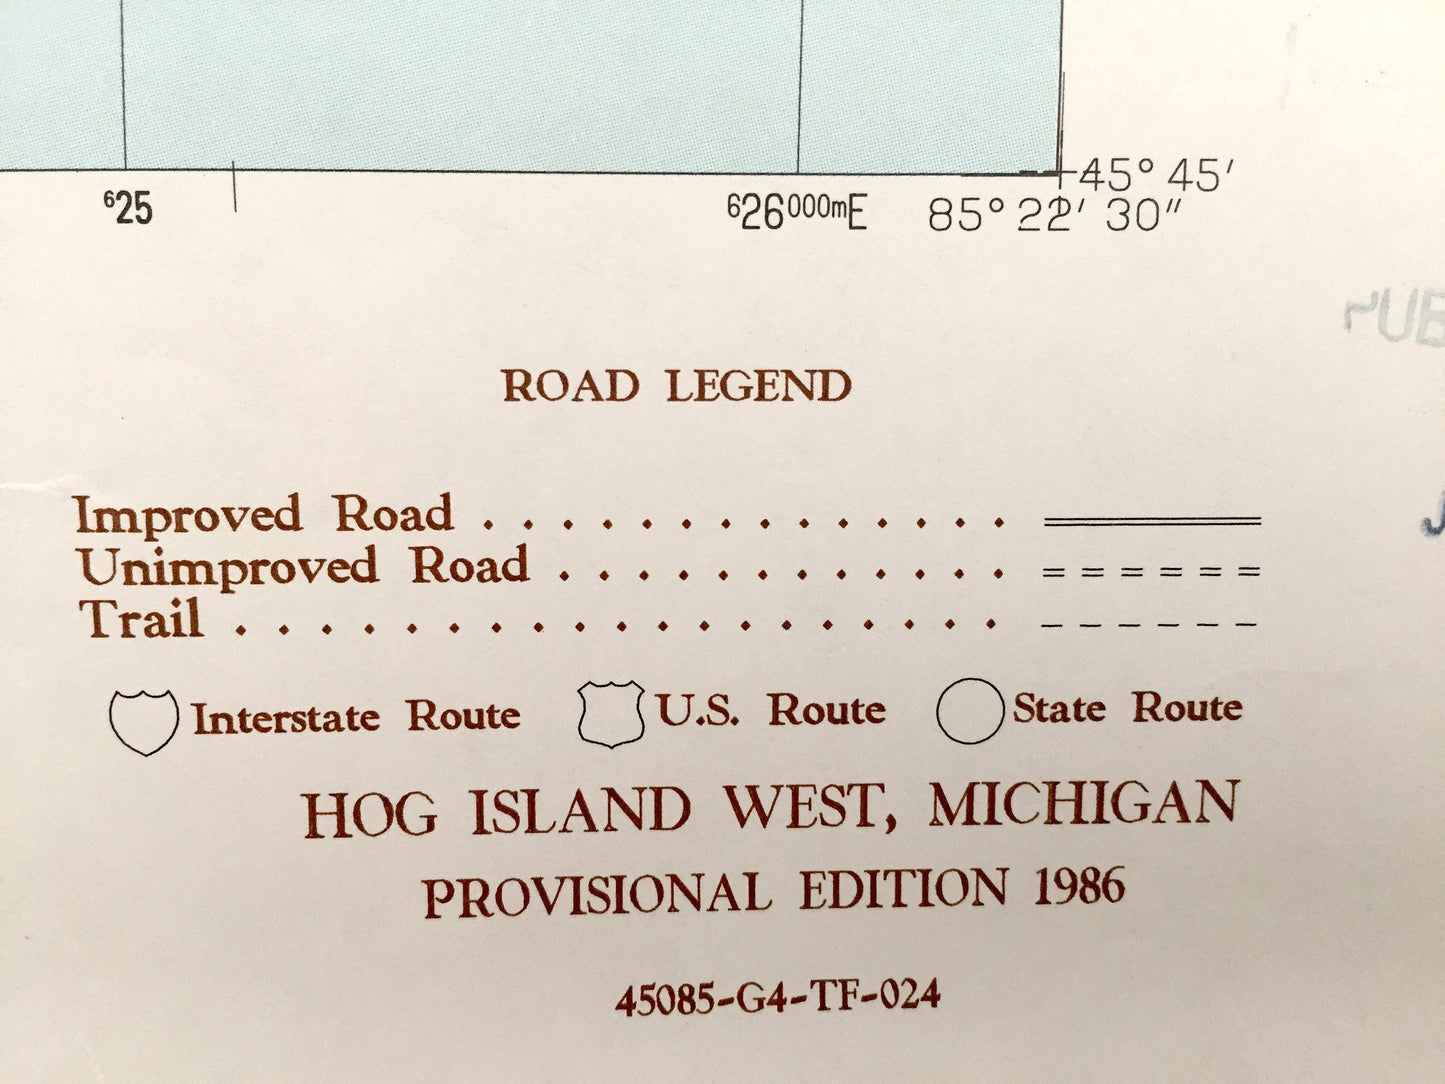 45° 45'
⁶25 ⁶26⁰⁰⁰ᵐE 85° 22' 30"
ROAD LEGEND
Improved Road . . . . . . . . . . . . . .
Unimproved Road . . . . . . . . . . . .
Trail . . . . . . . . . . . . . . . . . . .
Interstate Route U.S. Route State Route
HOG ISLAND WEST, MICHIGAN
PROVISIONAL EDITION 1986
45085-G4-TF-024